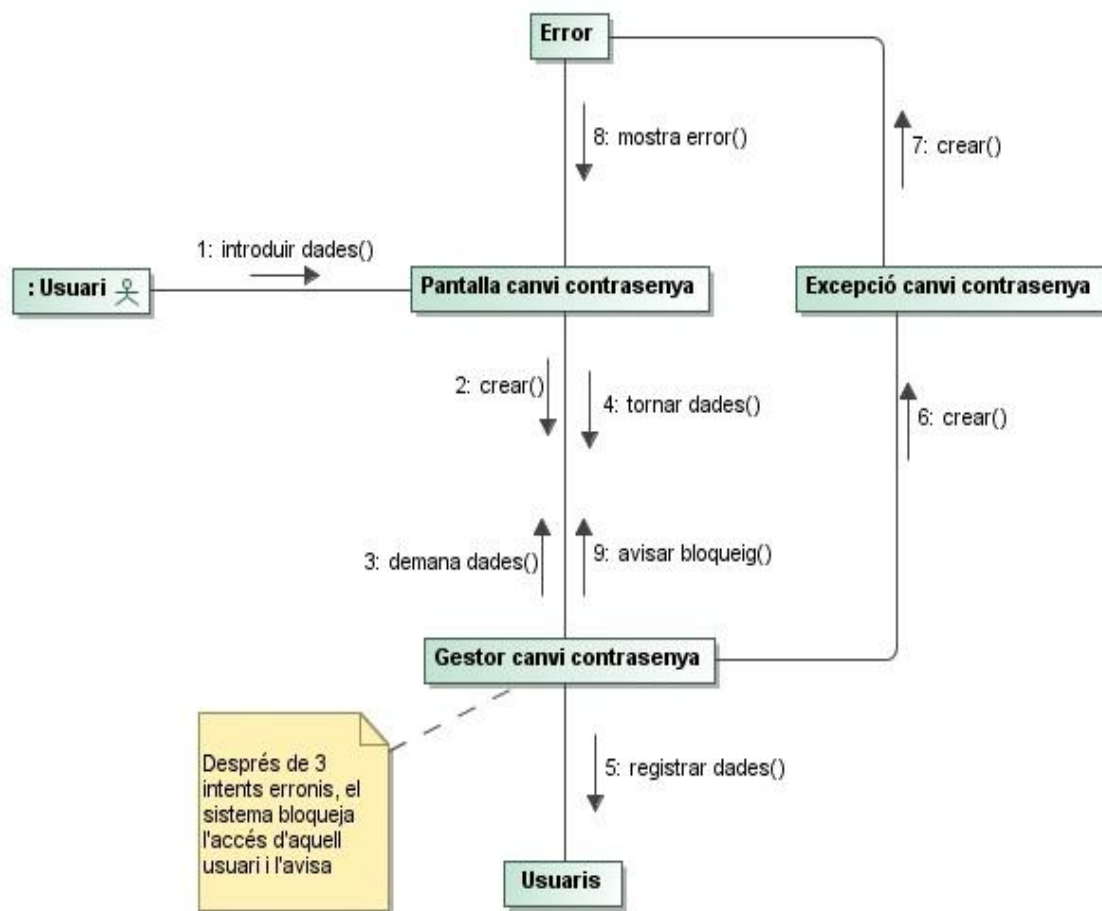 Error
8: mostra error()
7: crear()
1: introduir dades()
: Usuari
Pantalla canvi contrasenya
Excepció canvi contrasenya
2: crear()
4: tornar dades()
6: crear()
3: demana dades()
9: avisar bloqueig()
Gestor canvi contrasenya
Després de 3
intents erronis, el
sistema bloqueja
l'accés d'aquell
usuari i l'avisa
5: registrar dades()
Usuaris